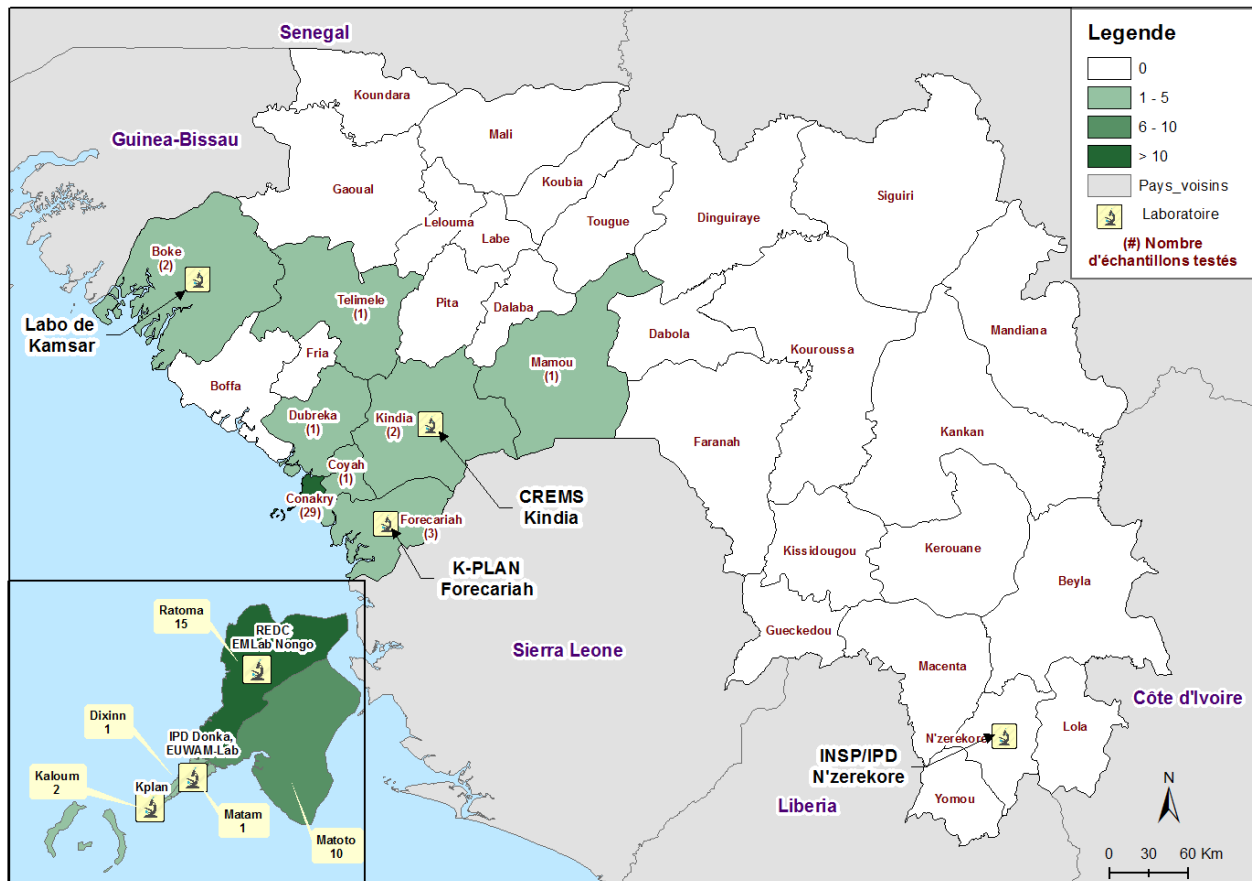 Senegal
Guinea-Bissau
Koundara
Mali
Koubia
Gaoual
Lelouma
Labe
Tougue
Dinguiraye
Siguiri
Boke
(2)
Telimele
(1)
Pita
Dalaba
Labo de
Kamsar
Fria
Boffa
Mamou
(1)
Dabola
Kouroussa
Mandiana
Dubreka
(1)
Kindia
(2)
Coyah
(1)
Conakry
(29)
Forecariah
(3)
Faranah
Kankan
CREMS
Kindia
K-PLAN
Forecariah
Kissidougou
Kerouane
Beyla
Gueckedou
Macenta
Sierra Leone
Côte d'Ivoire
N'zerekore
Lola
INSP/IPD
N'zerekore
Yomou
Liberia
Legende
0
1 - 5
6 - 10
> 10
Pays_voisins
Laboratoire
(#) Nombre
d'échantillons testés
Ratoma
15
REDC
EMLab Nongo
Dixinn
1
IPD Donka,
EUWAM-Lab
Kaloum
2
Kplan
Matam
1
Matoto
10
N
0 30 60 Km